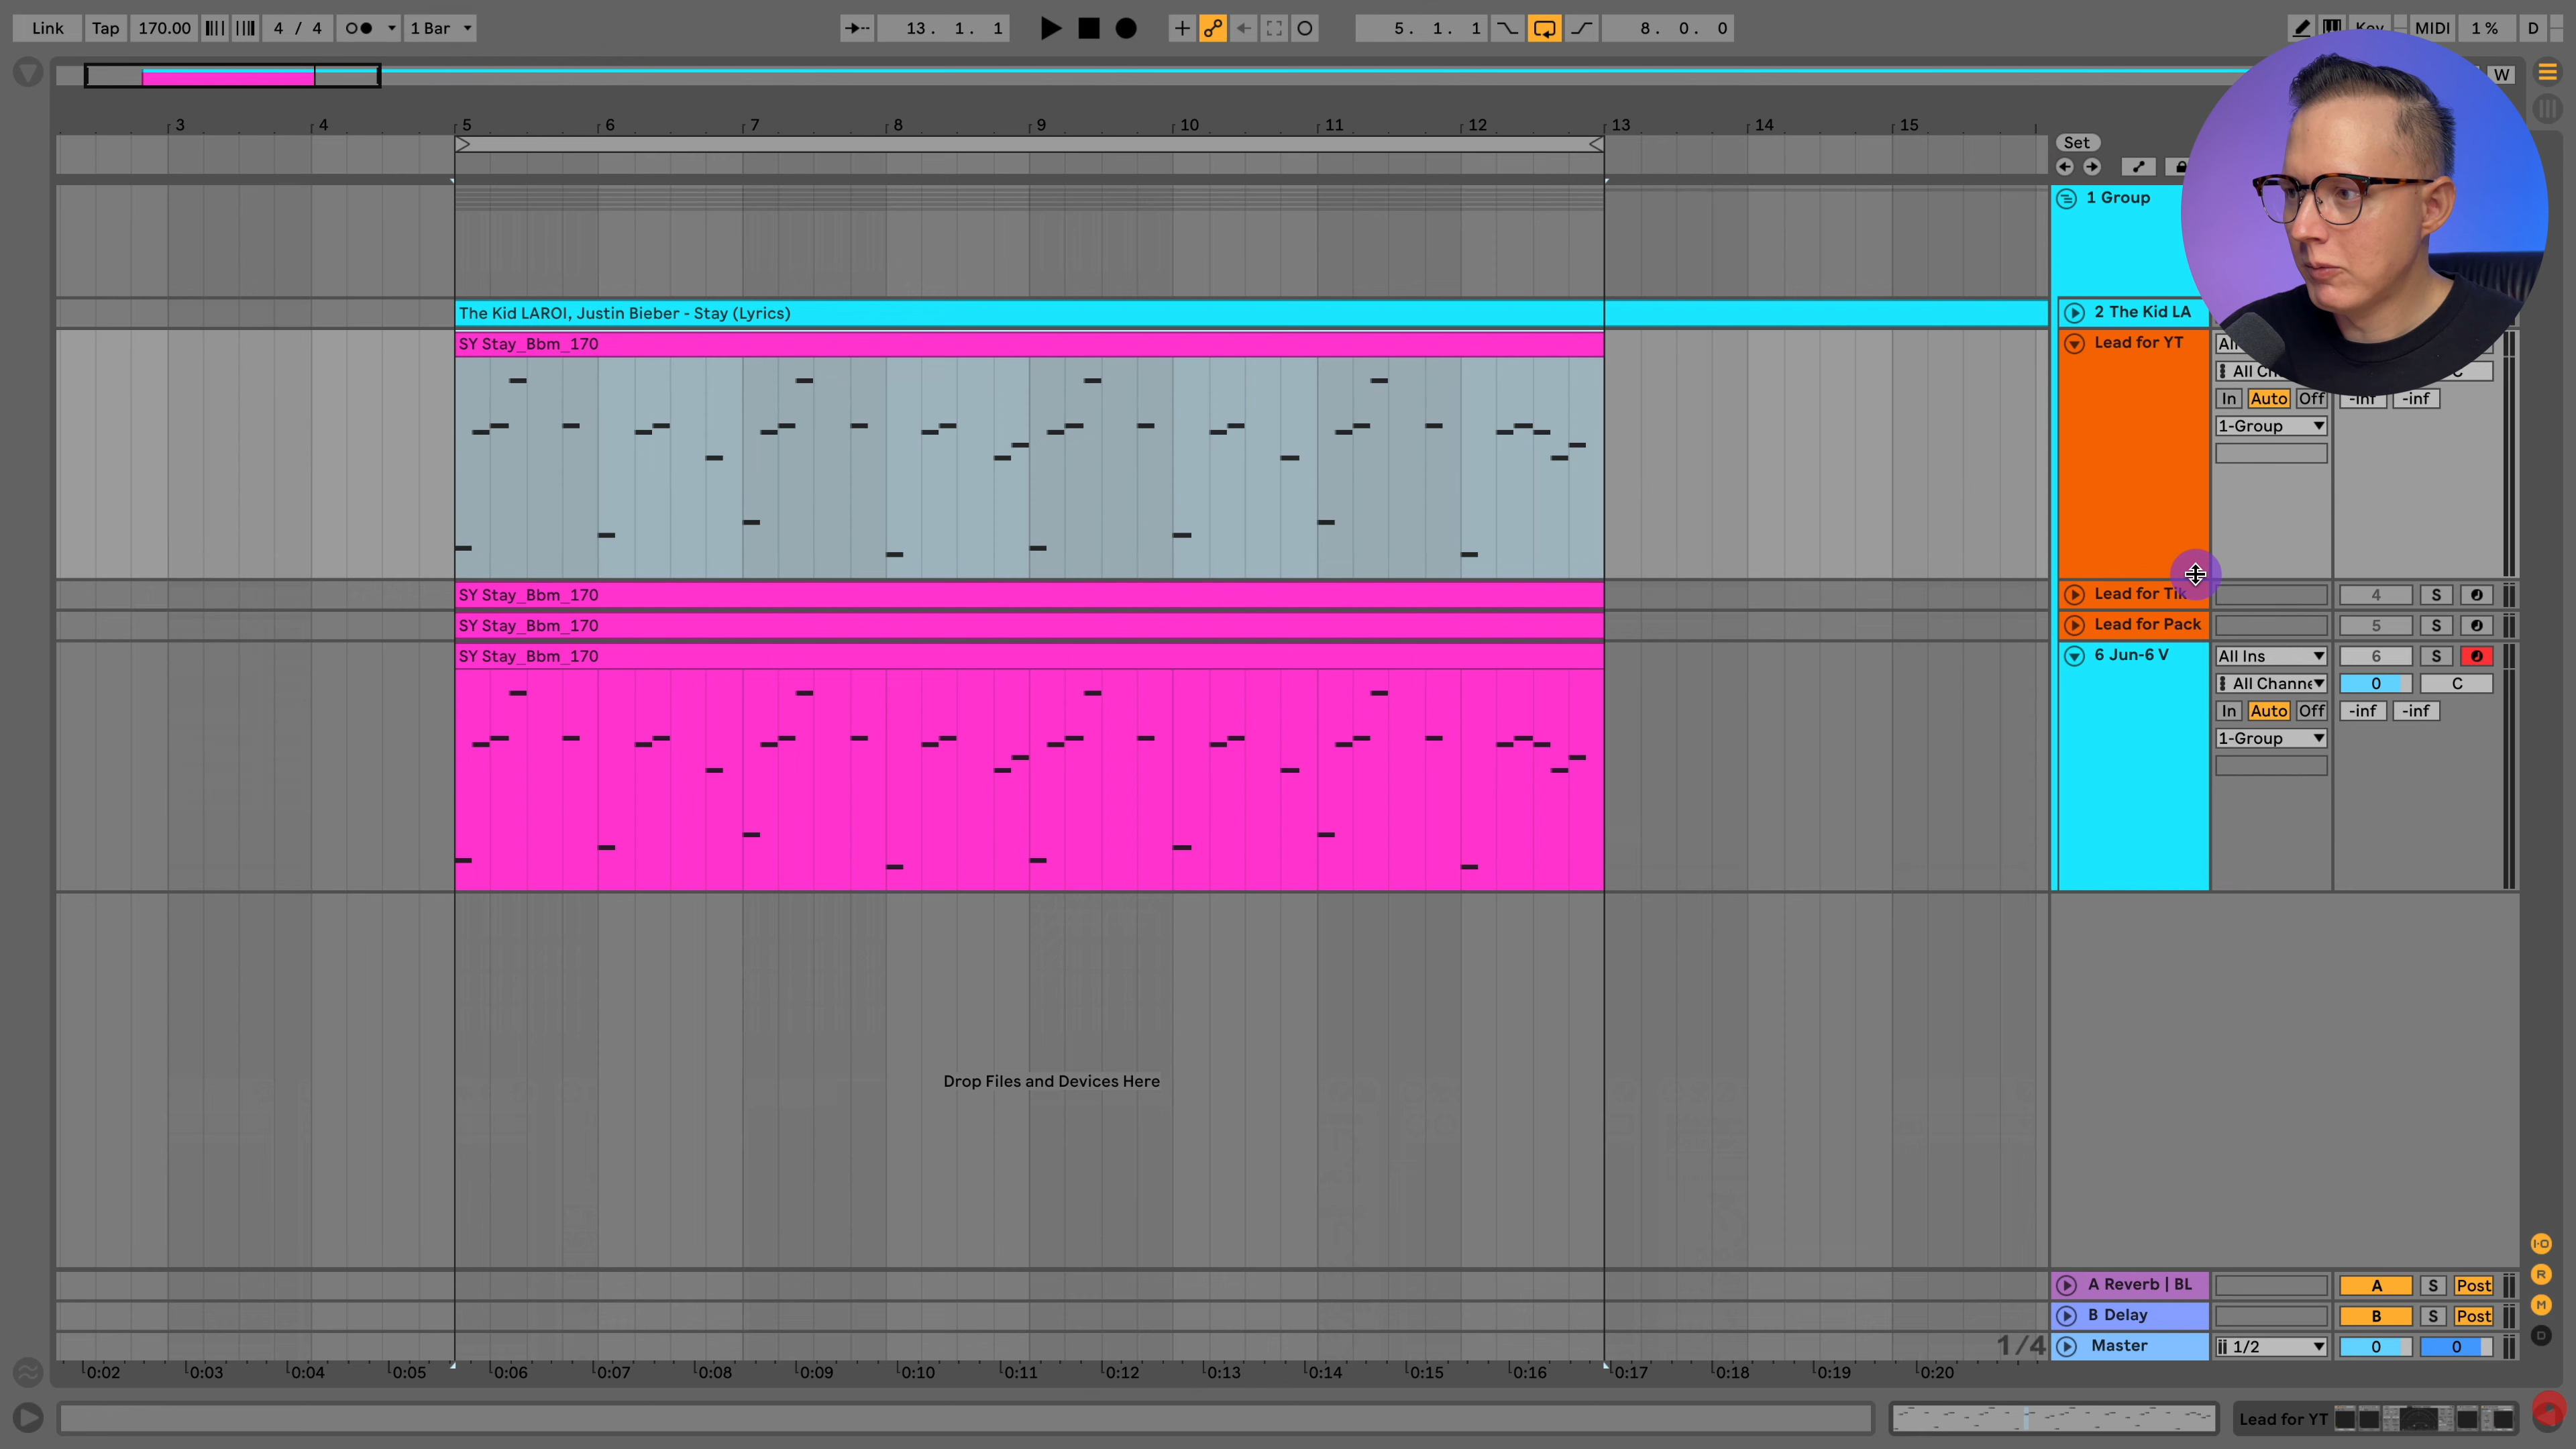 Link Tap 170.00 4 / 4 1 Bar 13. 1. 1 5. 1. 1 8. 0. 0 Key MIDI 1 % D
W
3 4 5 6 7 8 9 10 11 12 13 14 15
Set
1 Group
The Kid LAROI, Justin Bieber - Stay (Lyrics) 2 The Kid LA
SY Stay_Bbm_170 Lead for YT
All Ch
In Auto Off -inf -inf
1-Group
SY Stay_Bbm_170 Lead for Tik 4 S
SY Stay_Bbm_170 Lead for Pack 5 S
SY Stay_Bbm_170 6 Jun-6 V All Ins 6 S
All Channe 0 C
In Auto Off -inf -inf
1-Group
Drop Files and Devices Here
I-O
A Reverb | BL A S Post R
B Delay B S Post M
1/4 Master 1/2 0 0 D
0:02 0:03 0:04 0:05 0:06 0:07 0:08 0:09 0:10 0:11 0:12 0:13 0:14 0:15 0:16 0:17 0:18 0:19 0:20
Lead for YT